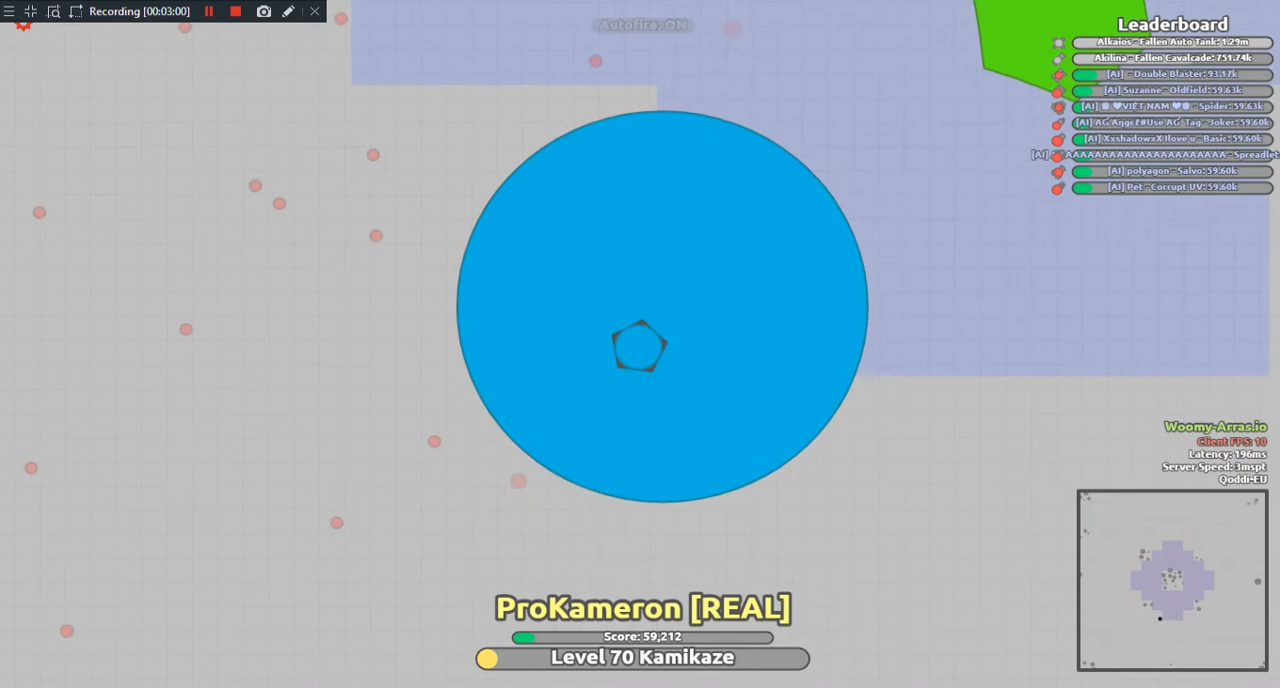 Recording [00:03:00]
Autofire: ON
Leaderboard
Alkaios - Fallen Auto Tank: 1.29m
Akilina - Fallen Cavalcade: 751.74k
[AI] - Double Blaster: 93.17k
[AI] Suzanne - Oldfield: 59.63k
[AI] VIỆT NAM - Spider: 59.63k
#Use AG Tag - Joker: 59.60k
[AI] XxshadowxX Ilove u - Basic: 59.60k
[AI] AAAAAAAAAAAAAAAAAAAAAA - Spreadlet
[AI] polyagon - Salvo: 59.60k
[AI] Pet - Corrupt UV: 59.60k
Woomy-Arras.io
Client FPS: 10
Latency: 196ms
Server Speed: 3mspt
Qoddi-EU
ProKameron [REAL]
Score: 59,212
Level 70 Kamikaze